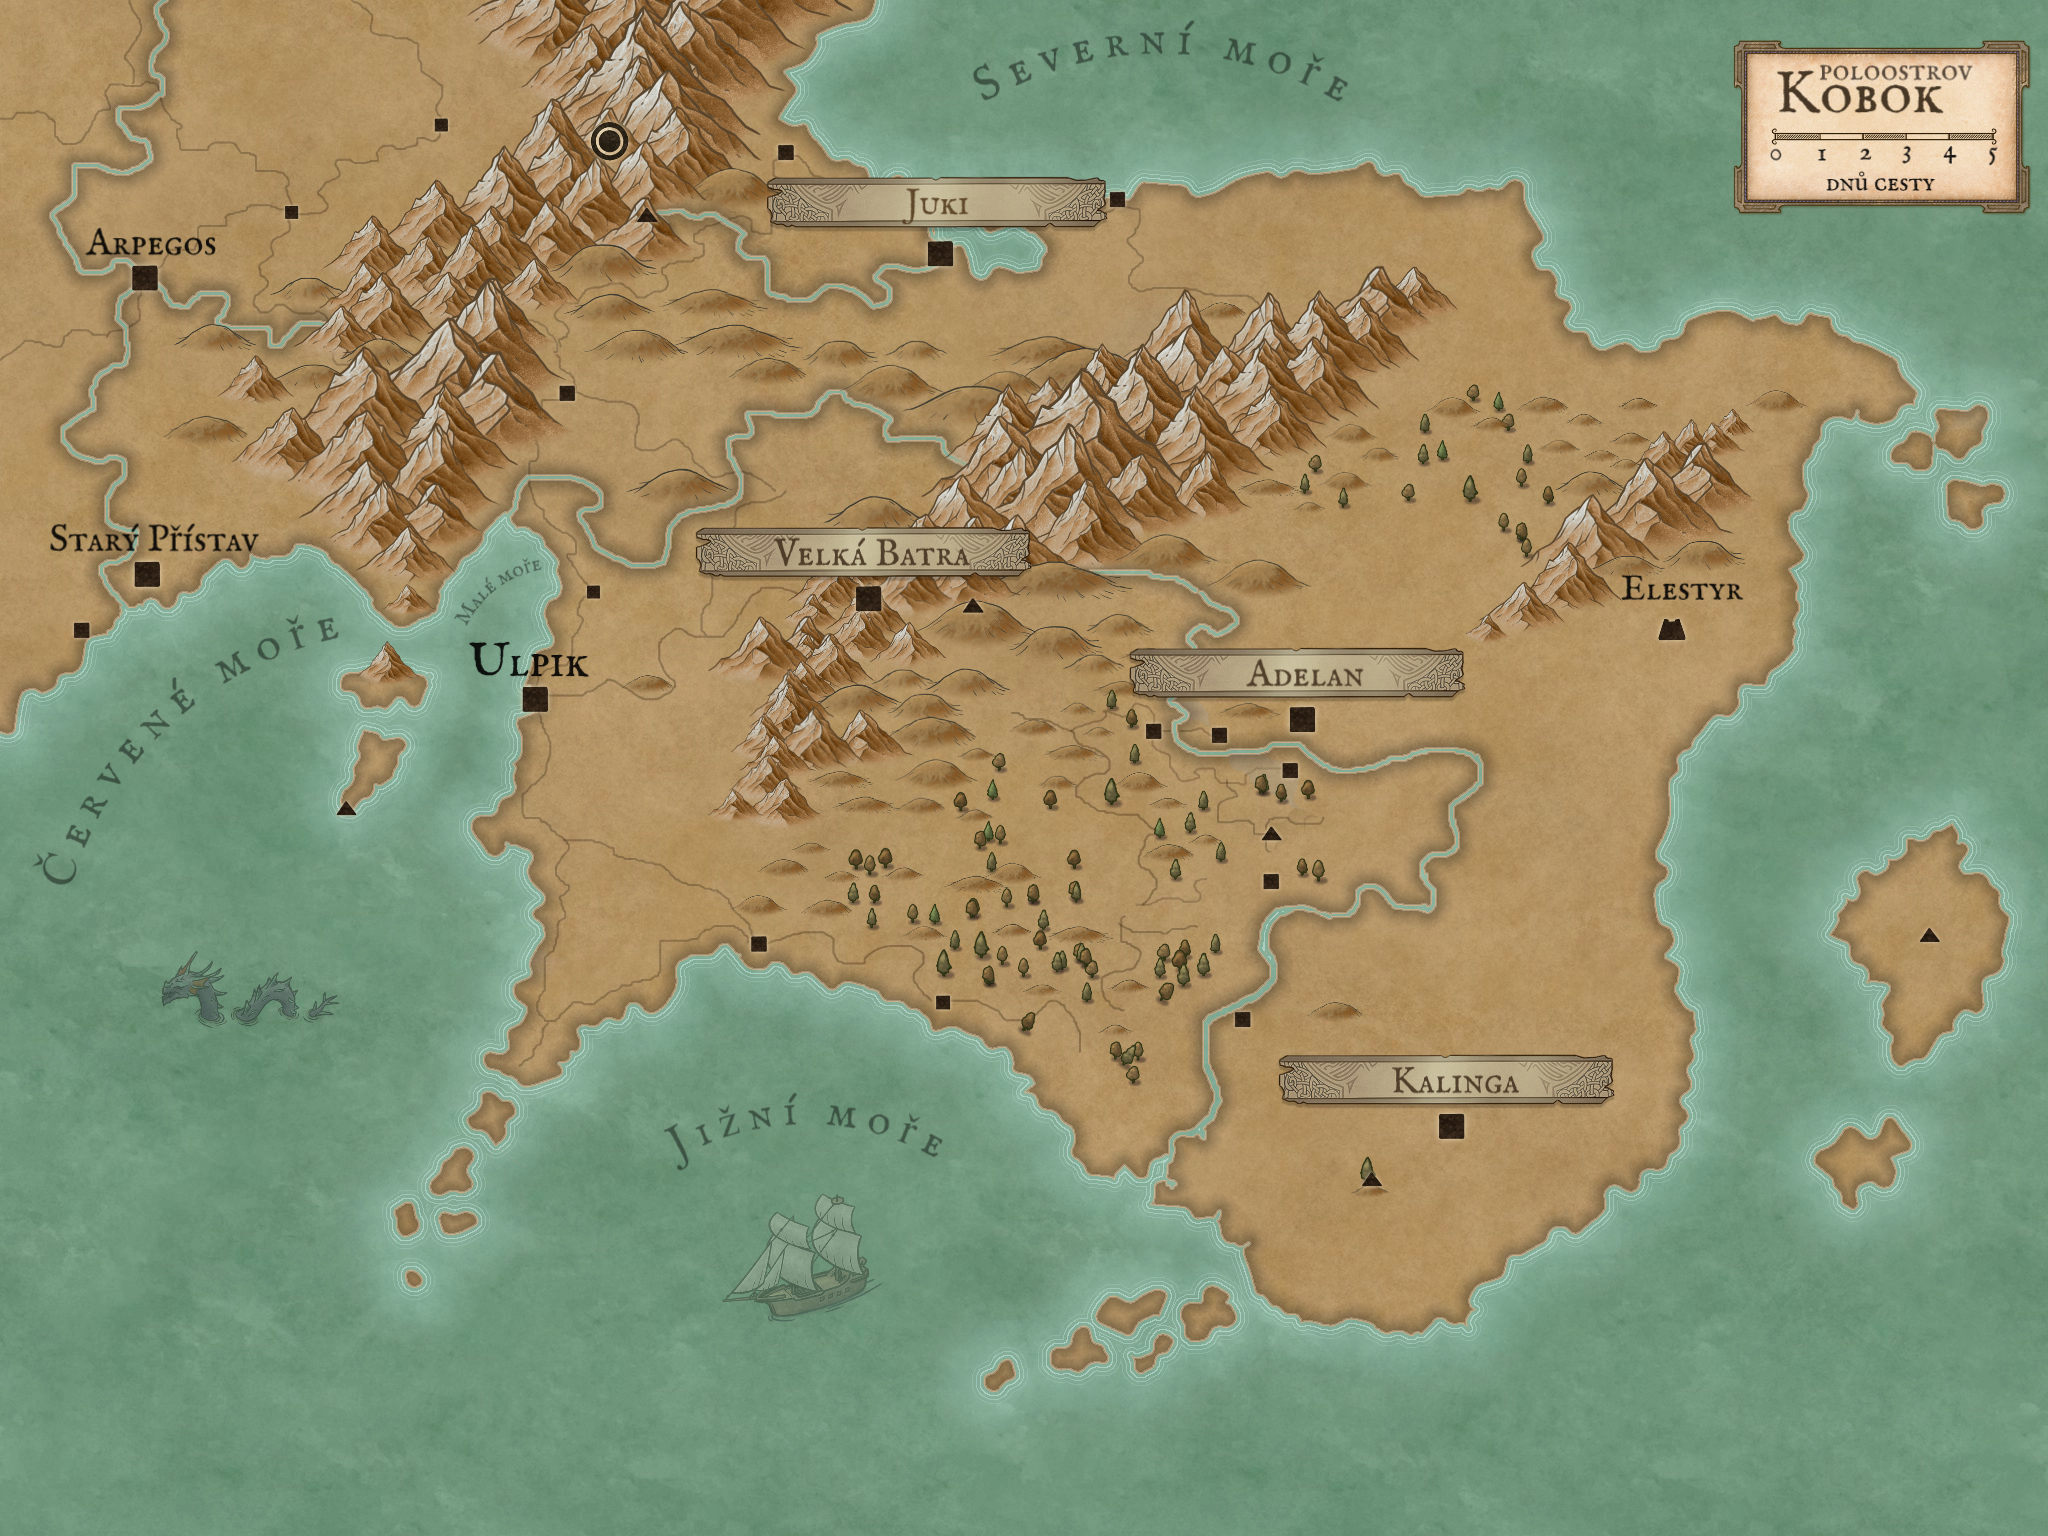 Severní moře
Poloostrov
Kobok
0 1 2 3 4 5
dnů cesty
Juki
Arpegos
Starý Přístav
Velká Batra
Malé moře
Elestyr
Červené moře
Ulpik
Adelan
Kalinga
Jižní moře